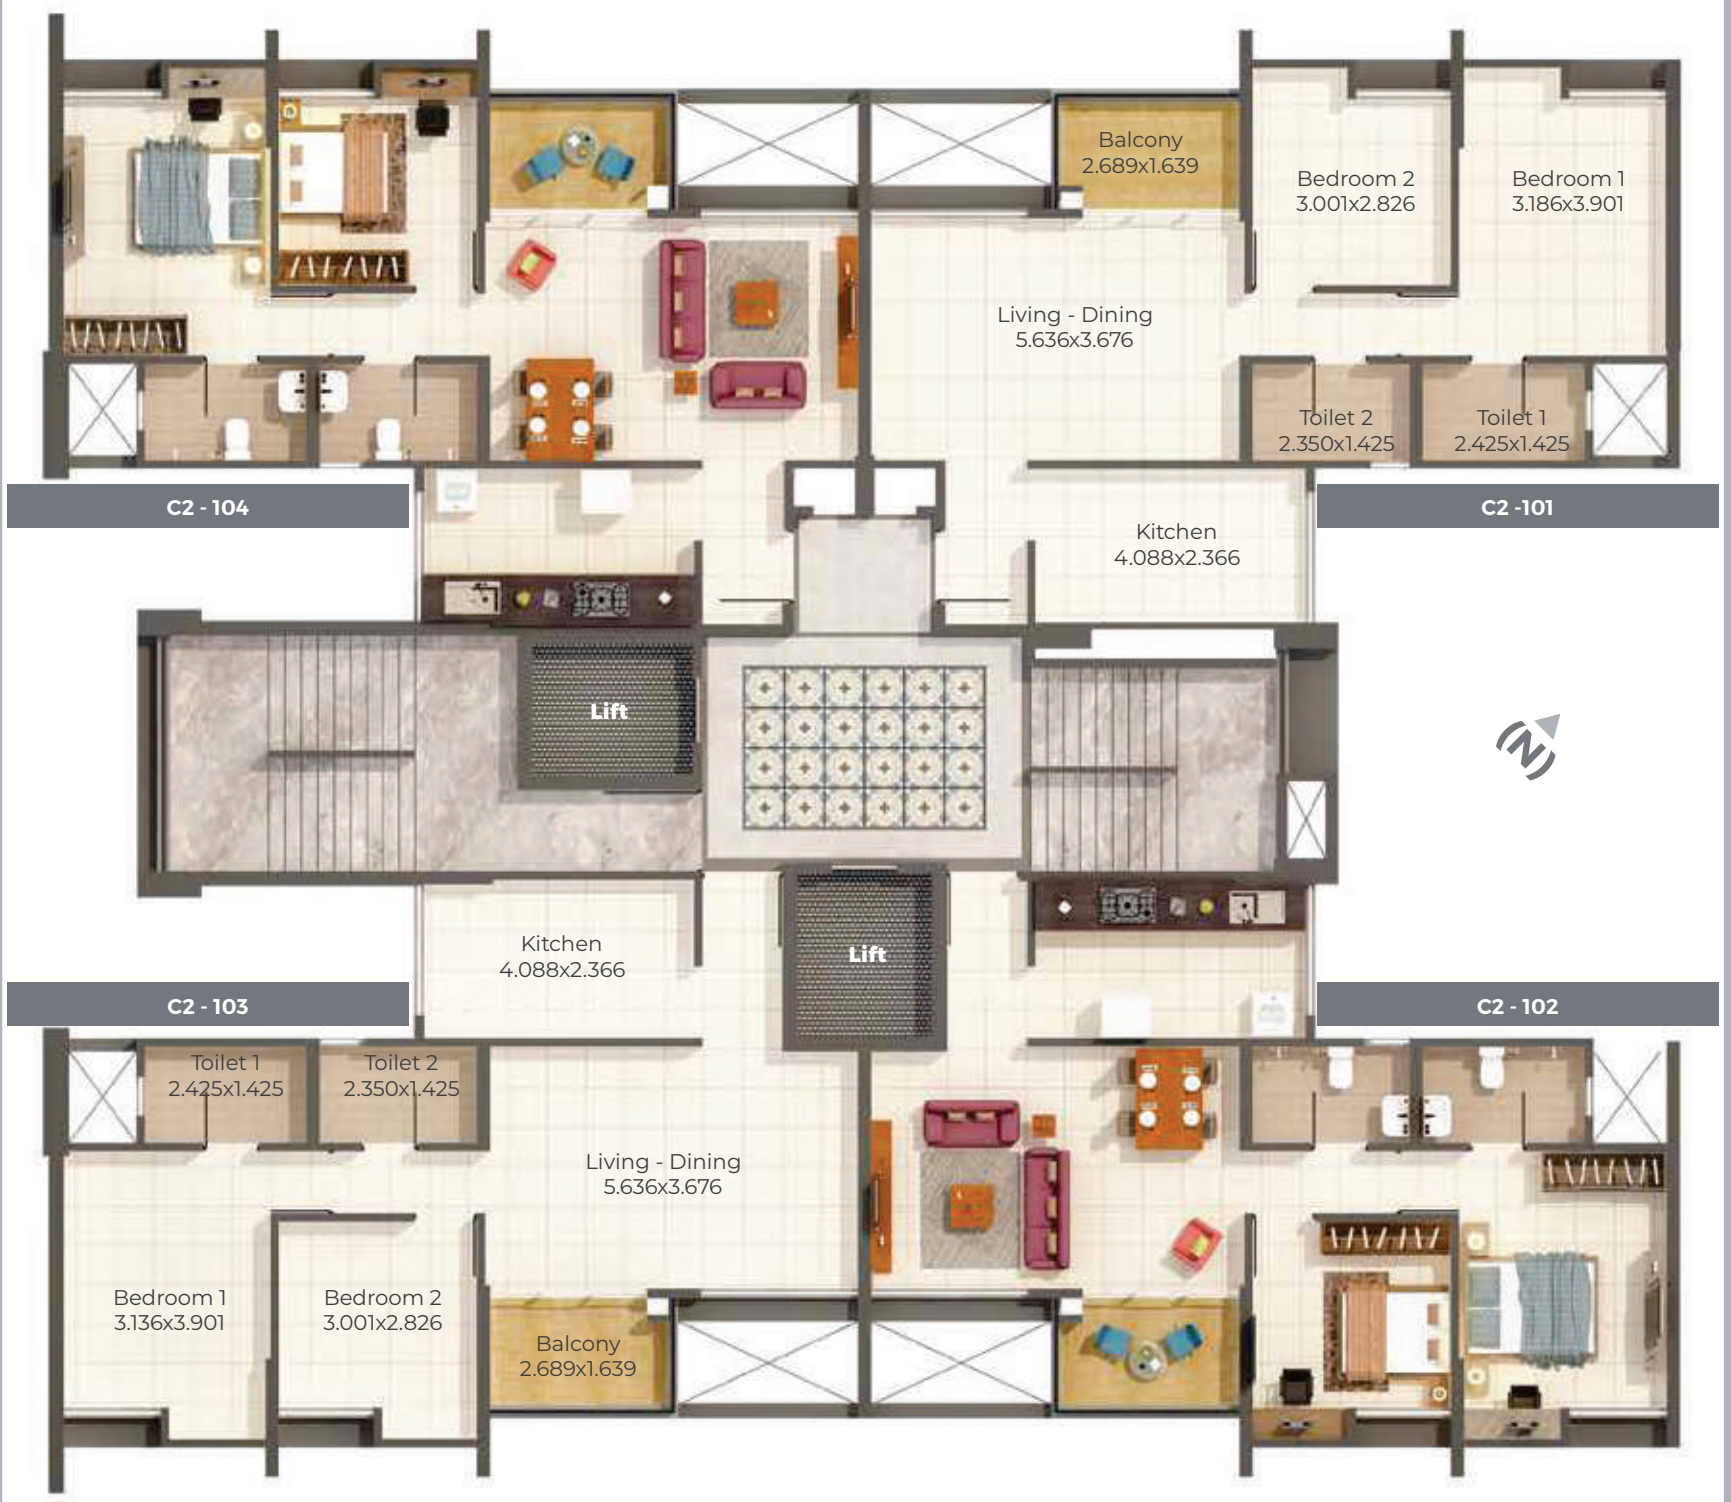 Balcony
2.689x1.639
Bedroom 2
3.001x2.826
Bedroom 1
3.186x3.901
Living - Dining
5.636x3.676
Toilet 2
2.350x1.425
Toilet 1
2.425x1.425
C2 - 104
C2 -101
Kitchen
4.088x2.366
Lift
N
Kitchen
4.088x2.366
Lift
C2 - 103
C2 - 102
Toilet 1
2.425x1.425
Toilet 2
2.350x1.425
Living - Dining
5.636x3.676
Bedroom 1
3.136x3.901
Bedroom 2
3.001x2.826
Balcony
2.689x1.639